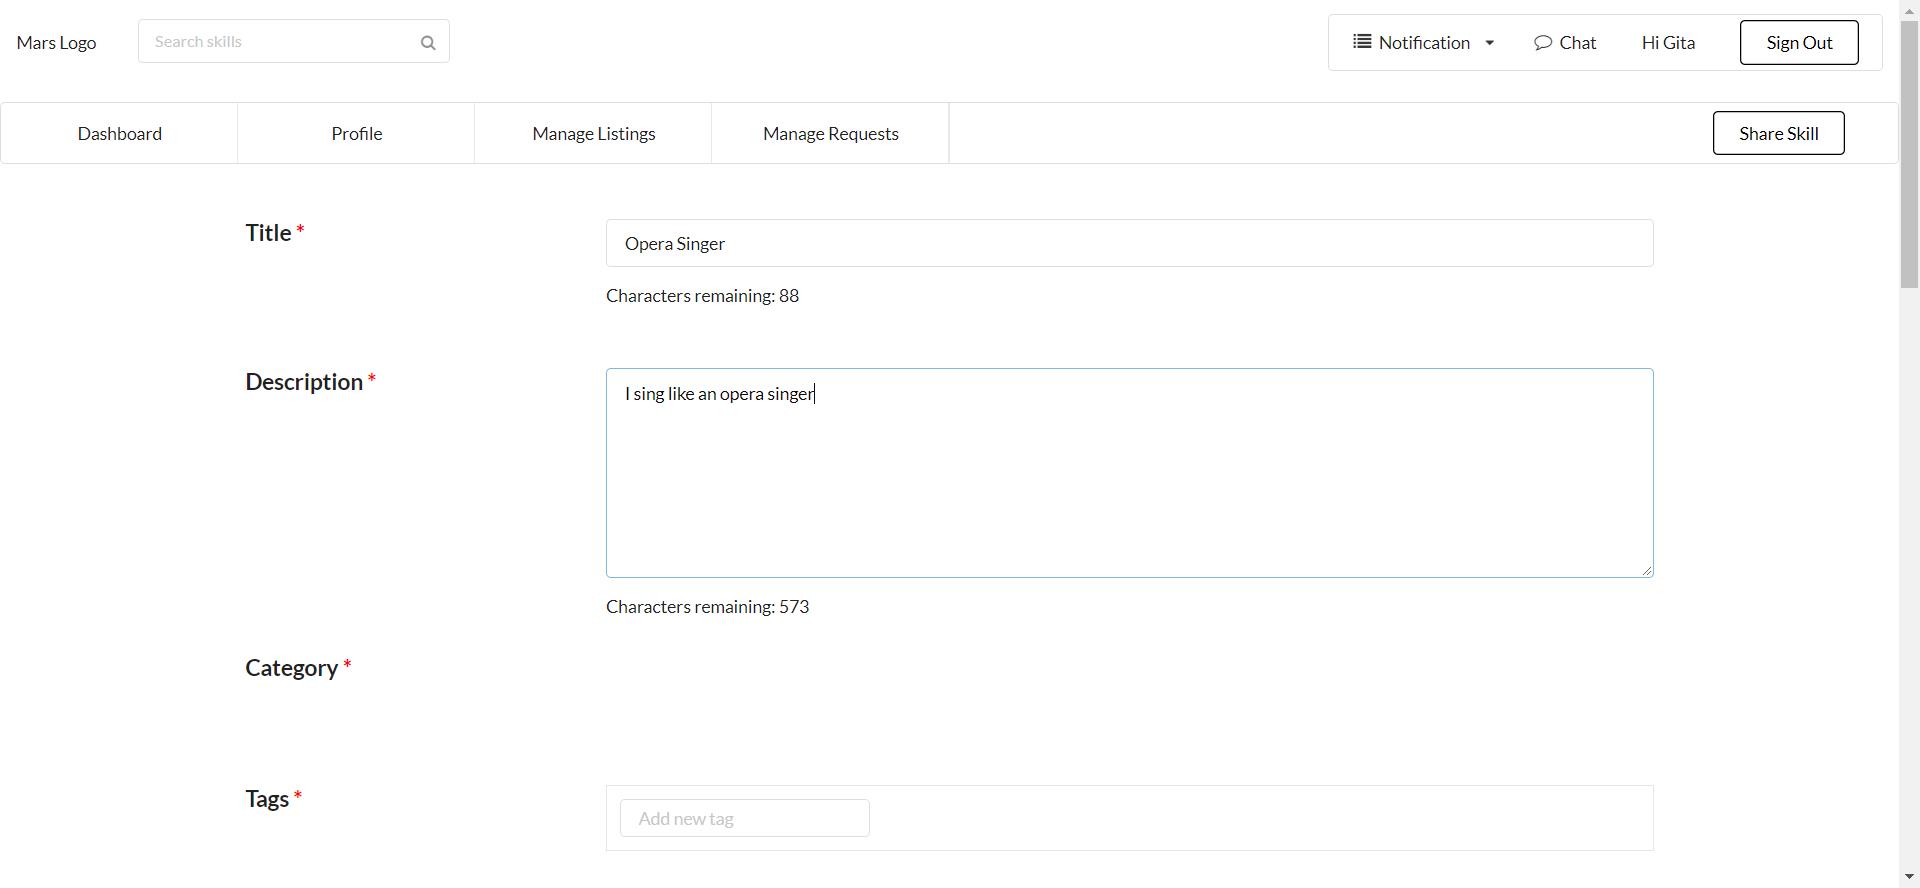 Mars Logo
Search skills
Notification
Chat
Hi Gita
Sign Out
Dashboard
Profile
Manage Listings
Manage Requests
Share Skill
Title *
Opera Singer
Characters remaining: 88
Description *
I sing like an opera singer
Characters remaining: 573
Category *
Tags *
Add new tag